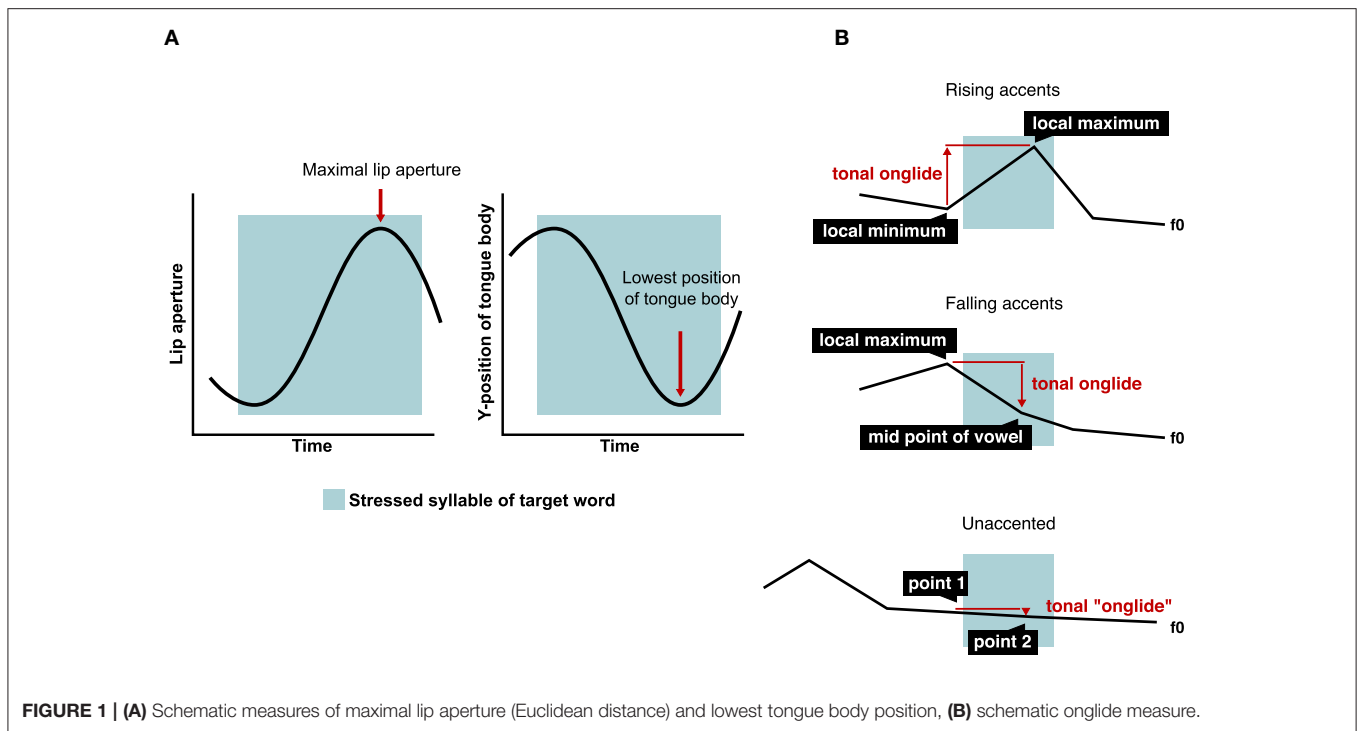 A
Maximal lip aperture
Lip aperture
Time
Y-position of tongue body
Lowest position
of tongue body
Time
Stressed syllable of target word
B
Rising accents
local maximum
tonal onglide
local minimum
f0
Falling accents
local maximum
tonal onglide
mid point of vowel
f0
Unaccented
point 1
tonal "onglide"
point 2
f0
FIGURE 1 | (A) Schematic measures of maximal lip aperture (Euclidean distance) and lowest tongue body position, (B) schematic onglide measure.